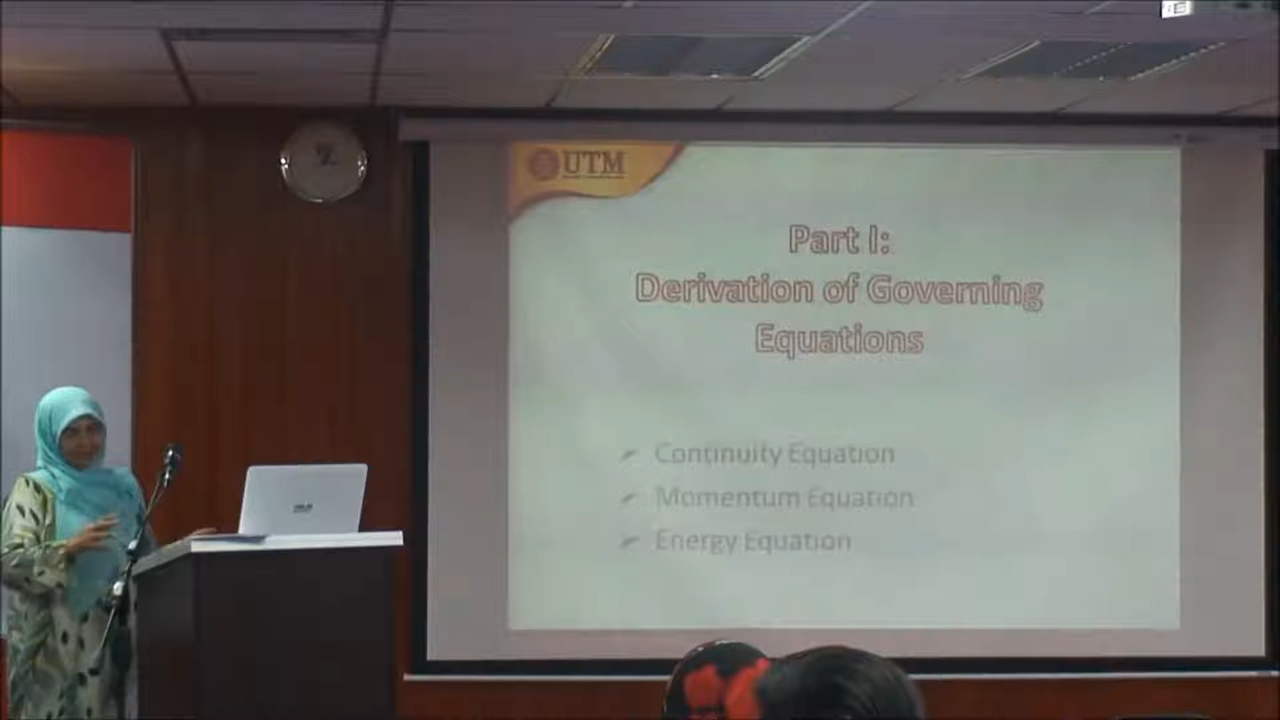 UTM
Part I:
Derivation of Governing
Equations
Continuity Equation
Momentum Equation
Energy Equation